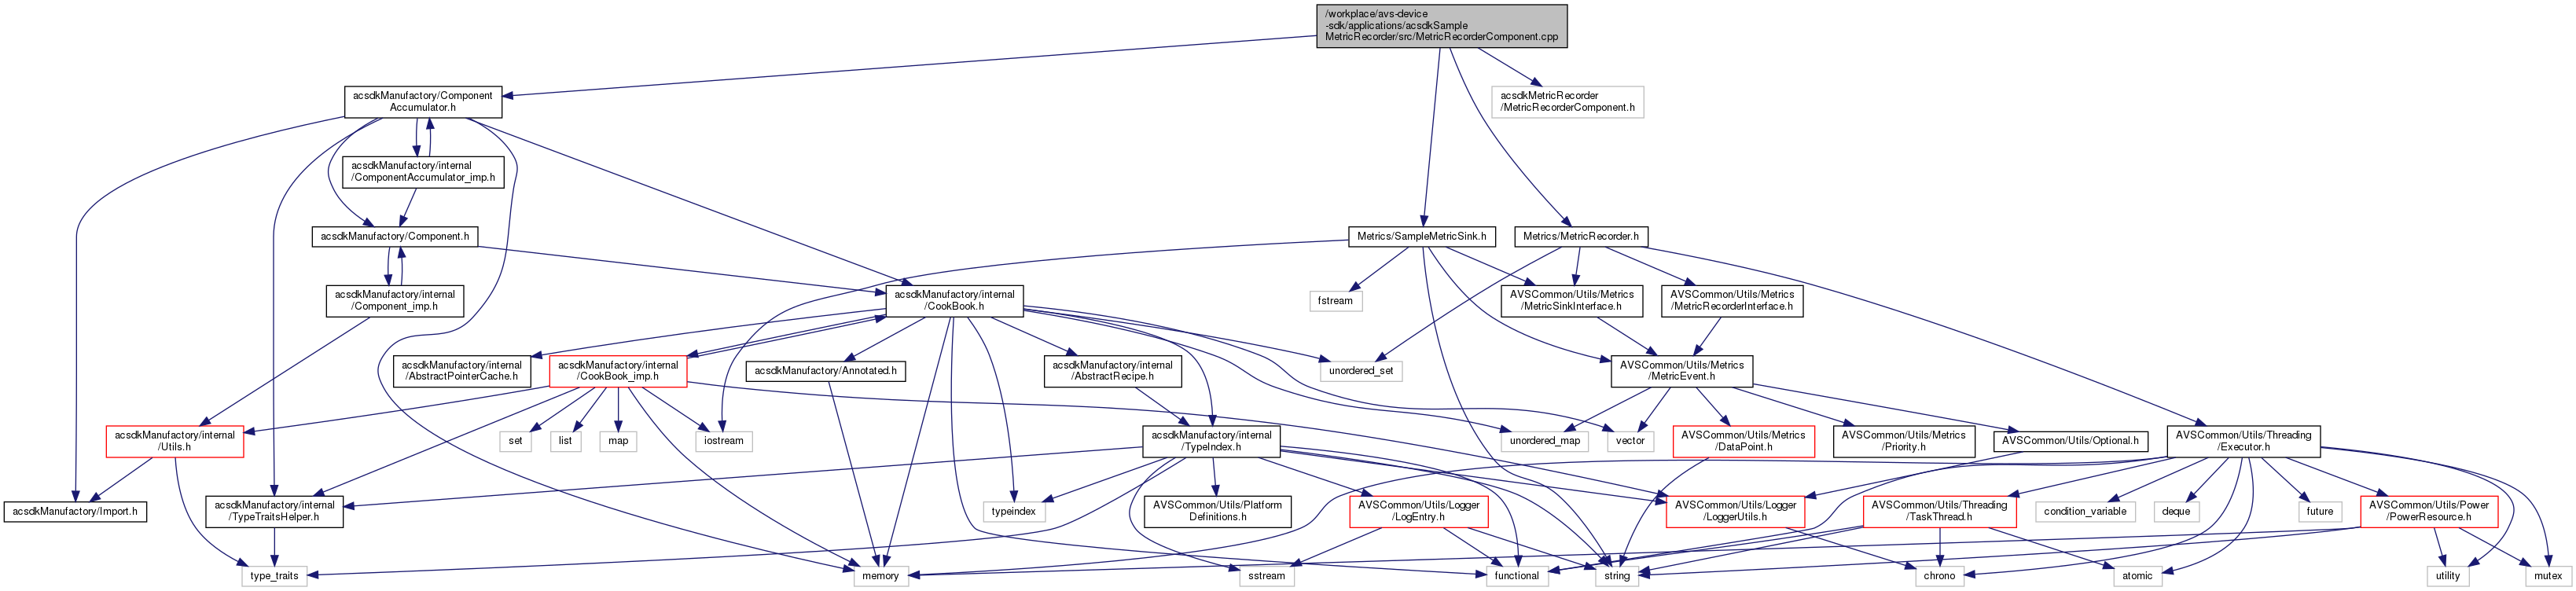 /workplace/avs-device
-sdk/applications/acsdkSample
MetricRecorder/src/MetricRecorderComponent.cpp
acsdkManufactory/Component
Accumulator.h
acsdkMetricRecorder
/MetricRecorderComponent.h
acsdkManufactory/internal
/ComponentAccumulator_imp.h
acsdkManufactory/Component.h
Metrics/SampleMetricSink.h
Metrics/MetricRecorder.h
acsdkManufactory/internal
/Component_imp.h
acsdkManufactory/internal
/CookBook.h
fstream
AVSCommon/Utils/Metrics
/MetricSinkInterface.h
AVSCommon/Utils/Metrics
/MetricRecorderInterface.h
acsdkManufactory/internal
/AbstractPointerCache.h
acsdkManufactory/internal
/CookBook_imp.h
acsdkManufactory/Annotated.h
acsdkManufactory/internal
/AbstractRecipe.h
unordered_set
AVSCommon/Utils/Metrics
/MetricEvent.h
acsdkManufactory/internal
/Utils.h
set
list
map
iostream
acsdkManufactory/internal
/TypeIndex.h
unordered_map
vector
AVSCommon/Utils/Metrics
/DataPoint.h
AVSCommon/Utils/Metrics
/Priority.h
AVSCommon/Utils/Optional.h
AVSCommon/Utils/Threading
/Executor.h
acsdkManufactory/Import.h
acsdkManufactory/internal
/TypeTraitsHelper.h
typeindex
AVSCommon/Utils/Platform
Definitions.h
AVSCommon/Utils/Logger
/LogEntry.h
AVSCommon/Utils/Logger
/LoggerUtils.h
AVSCommon/Utils/Threading
/TaskThread.h
condition_variable
deque
future
AVSCommon/Utils/Power
/PowerResource.h
type_traits
memory
sstream
functional
string
chrono
atomic
utility
mutex